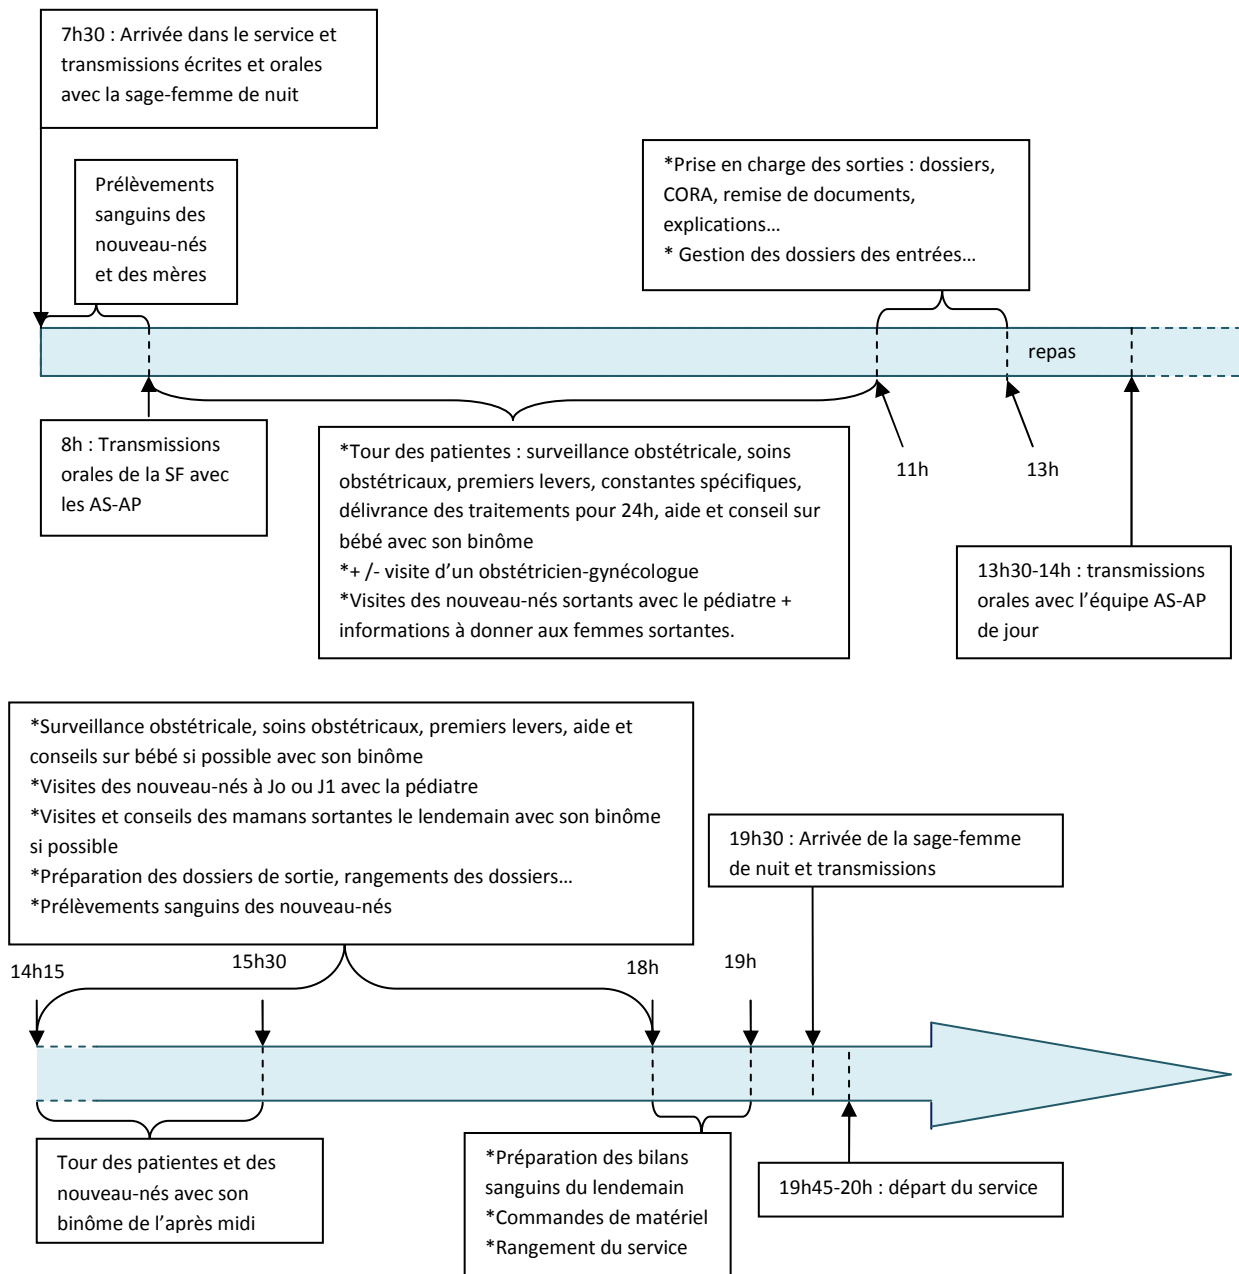 7h30 : Arrivée dans le service et
transmissions écrites et orales
avec la sage-femme de nuit
Prélèvements
sanguins des
nouveau-nés
et des mères
*Prise en charge des sorties : dossiers,
CORA, remise de documents,
explications…
* Gestion des dossiers des entrées…
repas
8h : Transmissions
orales de la SF avec
les AS-AP
*Tour des patientes : surveillance obstétricale, soins
obstétricaux, premiers levers, constantes spécifiques,
délivrance des traitements pour 24h, aide et conseil sur
bébé avec son binôme
*+ /- visite d’un obstétricien-gynécologue
*Visites des nouveau-nés sortants avec le pédiatre +
informations à donner aux femmes sortantes.
11h
13h
13h30-14h : transmissions
orales avec l’équipe AS-AP
de jour
*Surveillance obstétricale, soins obstétricaux, premiers levers, aide et
conseils sur bébé si possible avec son binôme
*Visites des nouveau-nés à Jo ou J1 avec la pédiatre
*Visites et conseils des mamans sortantes le lendemain avec son binôme
si possible
*Préparation des dossiers de sortie, rangements des dossiers…
*Prélèvements sanguins des nouveau-nés
19h30 : Arrivée de la sage-femme
de nuit et transmissions
14h15
15h30
18h
19h
Tour des patientes et des
nouveau-nés avec son
binôme de l’après midi
*Préparation des bilans
sanguins du lendemain
*Commandes de matériel
*Rangement du service
19h45-20h : départ du service